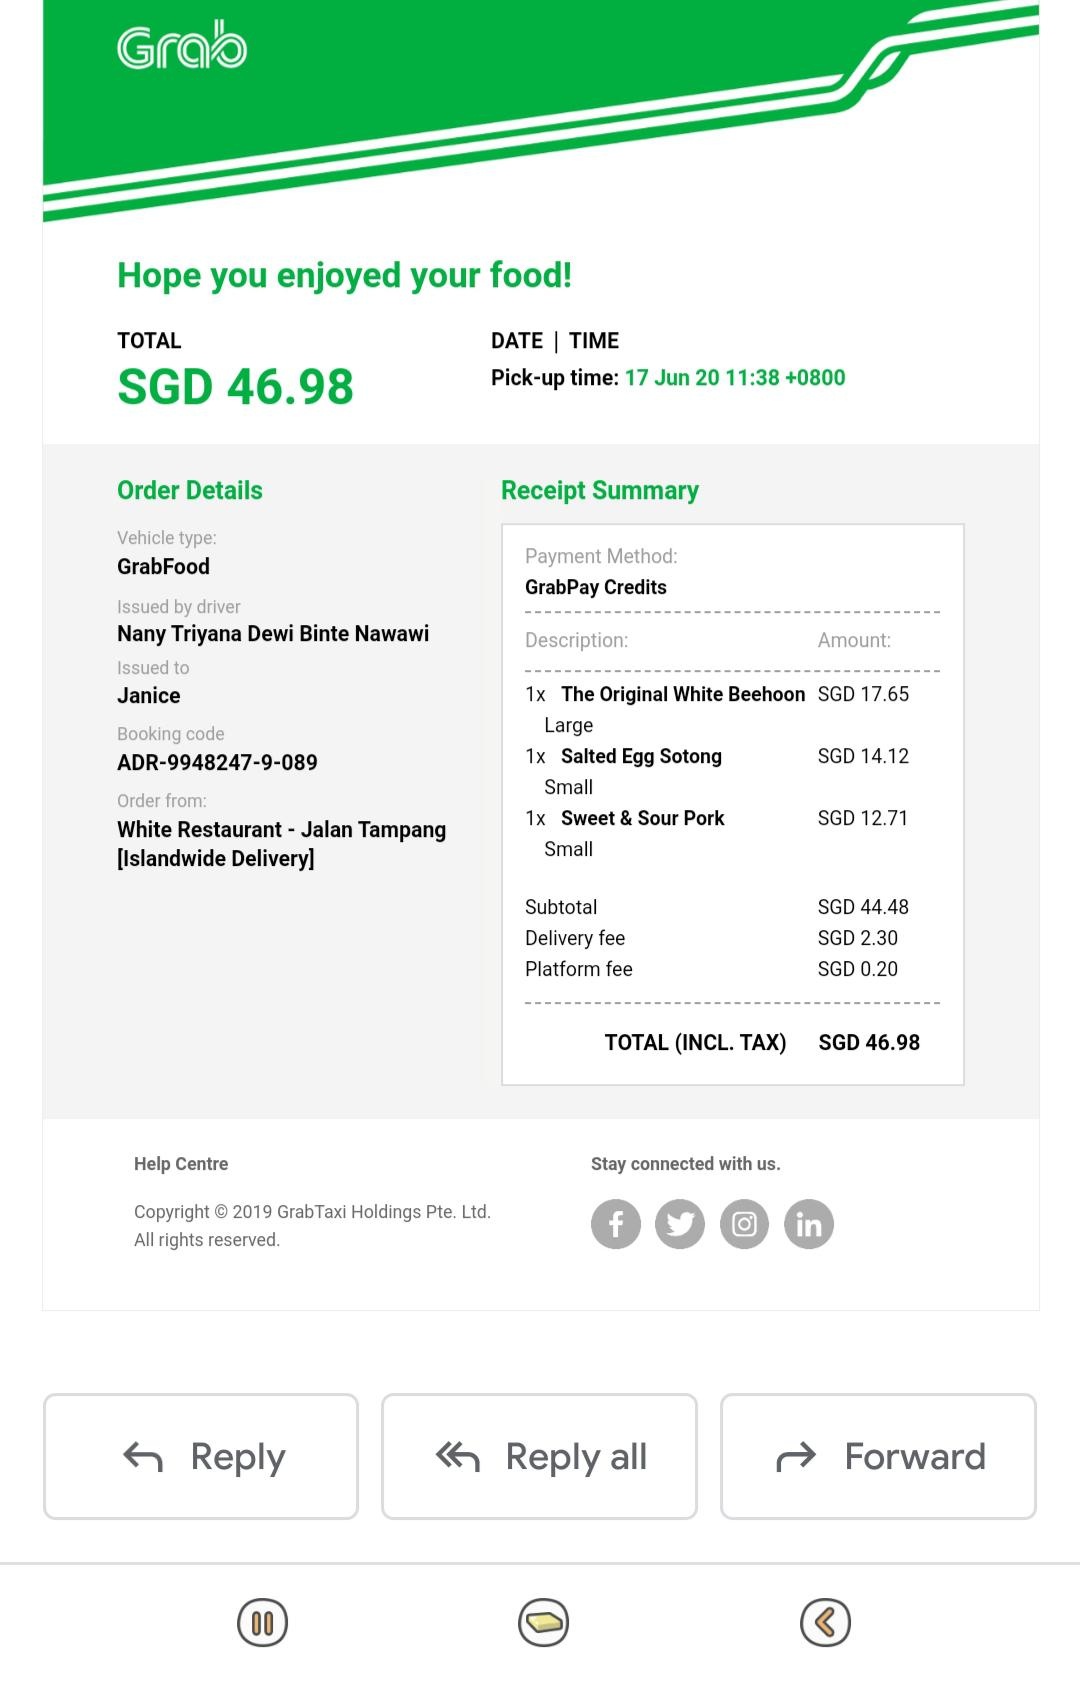 Grab
Hope you enjoyed your food!
TOTAL
SGD 46.98
DATE | TIME
Pick-up time: 17 Jun 20 11:38 +0800
Order Details
Vehicle type:
GrabFood
Issued by driver
Nany Triyana Dewi Binte Nawawi
Issued to
Janice
Booking code
ADR-9948247-9-089
Order from:
White Restaurant - Jalan Tampang
[Islandwide Delivery]
Receipt Summary
Payment Method:
GrabPay Credits
Description: Amount:
1x The Original White Beehoon SGD 17.65
Large
1x Salted Egg Sotong SGD 14.12
Small
1x Sweet & Sour Pork SGD 12.71
Small
Subtotal SGD 44.48
Delivery fee SGD 2.30
Platform fee SGD 0.20
TOTAL (INCL. TAX) SGD 46.98
Help Centre
Copyright © 2019 GrabTaxi Holdings Pte. Ltd.
All rights reserved.
Stay connected with us.
Reply Reply all Forward